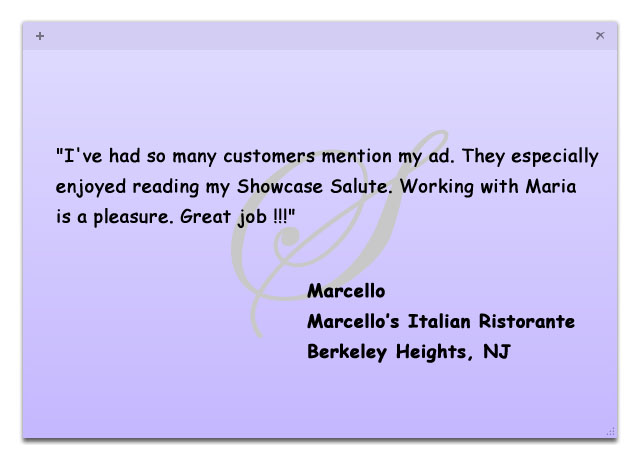 "I've had so many customers mention my ad. They especially
enjoyed reading my Showcase Salute. Working with Maria
is a pleasure. Great job !!!"
Marcello
Marcello’s Italian Ristorante
Berkeley Heights, NJ